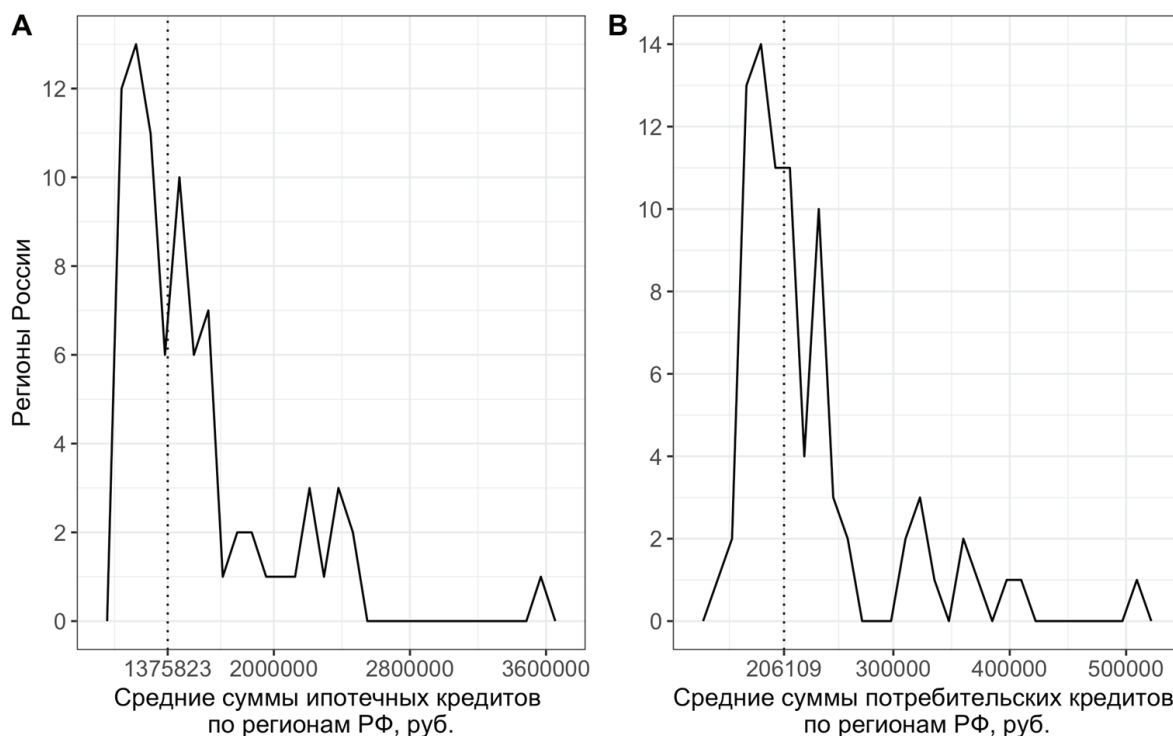 A
12
10
8
6
4
2
0
Регионы России
1375823 2000000 2800000 3600000
Средние суммы ипотечных кредитов
по регионам РФ, руб.
B
14
12
10
8
6
4
2
0
206109 300000 400000 500000
Средние суммы потребительских кредитов
по регионам РФ, руб.